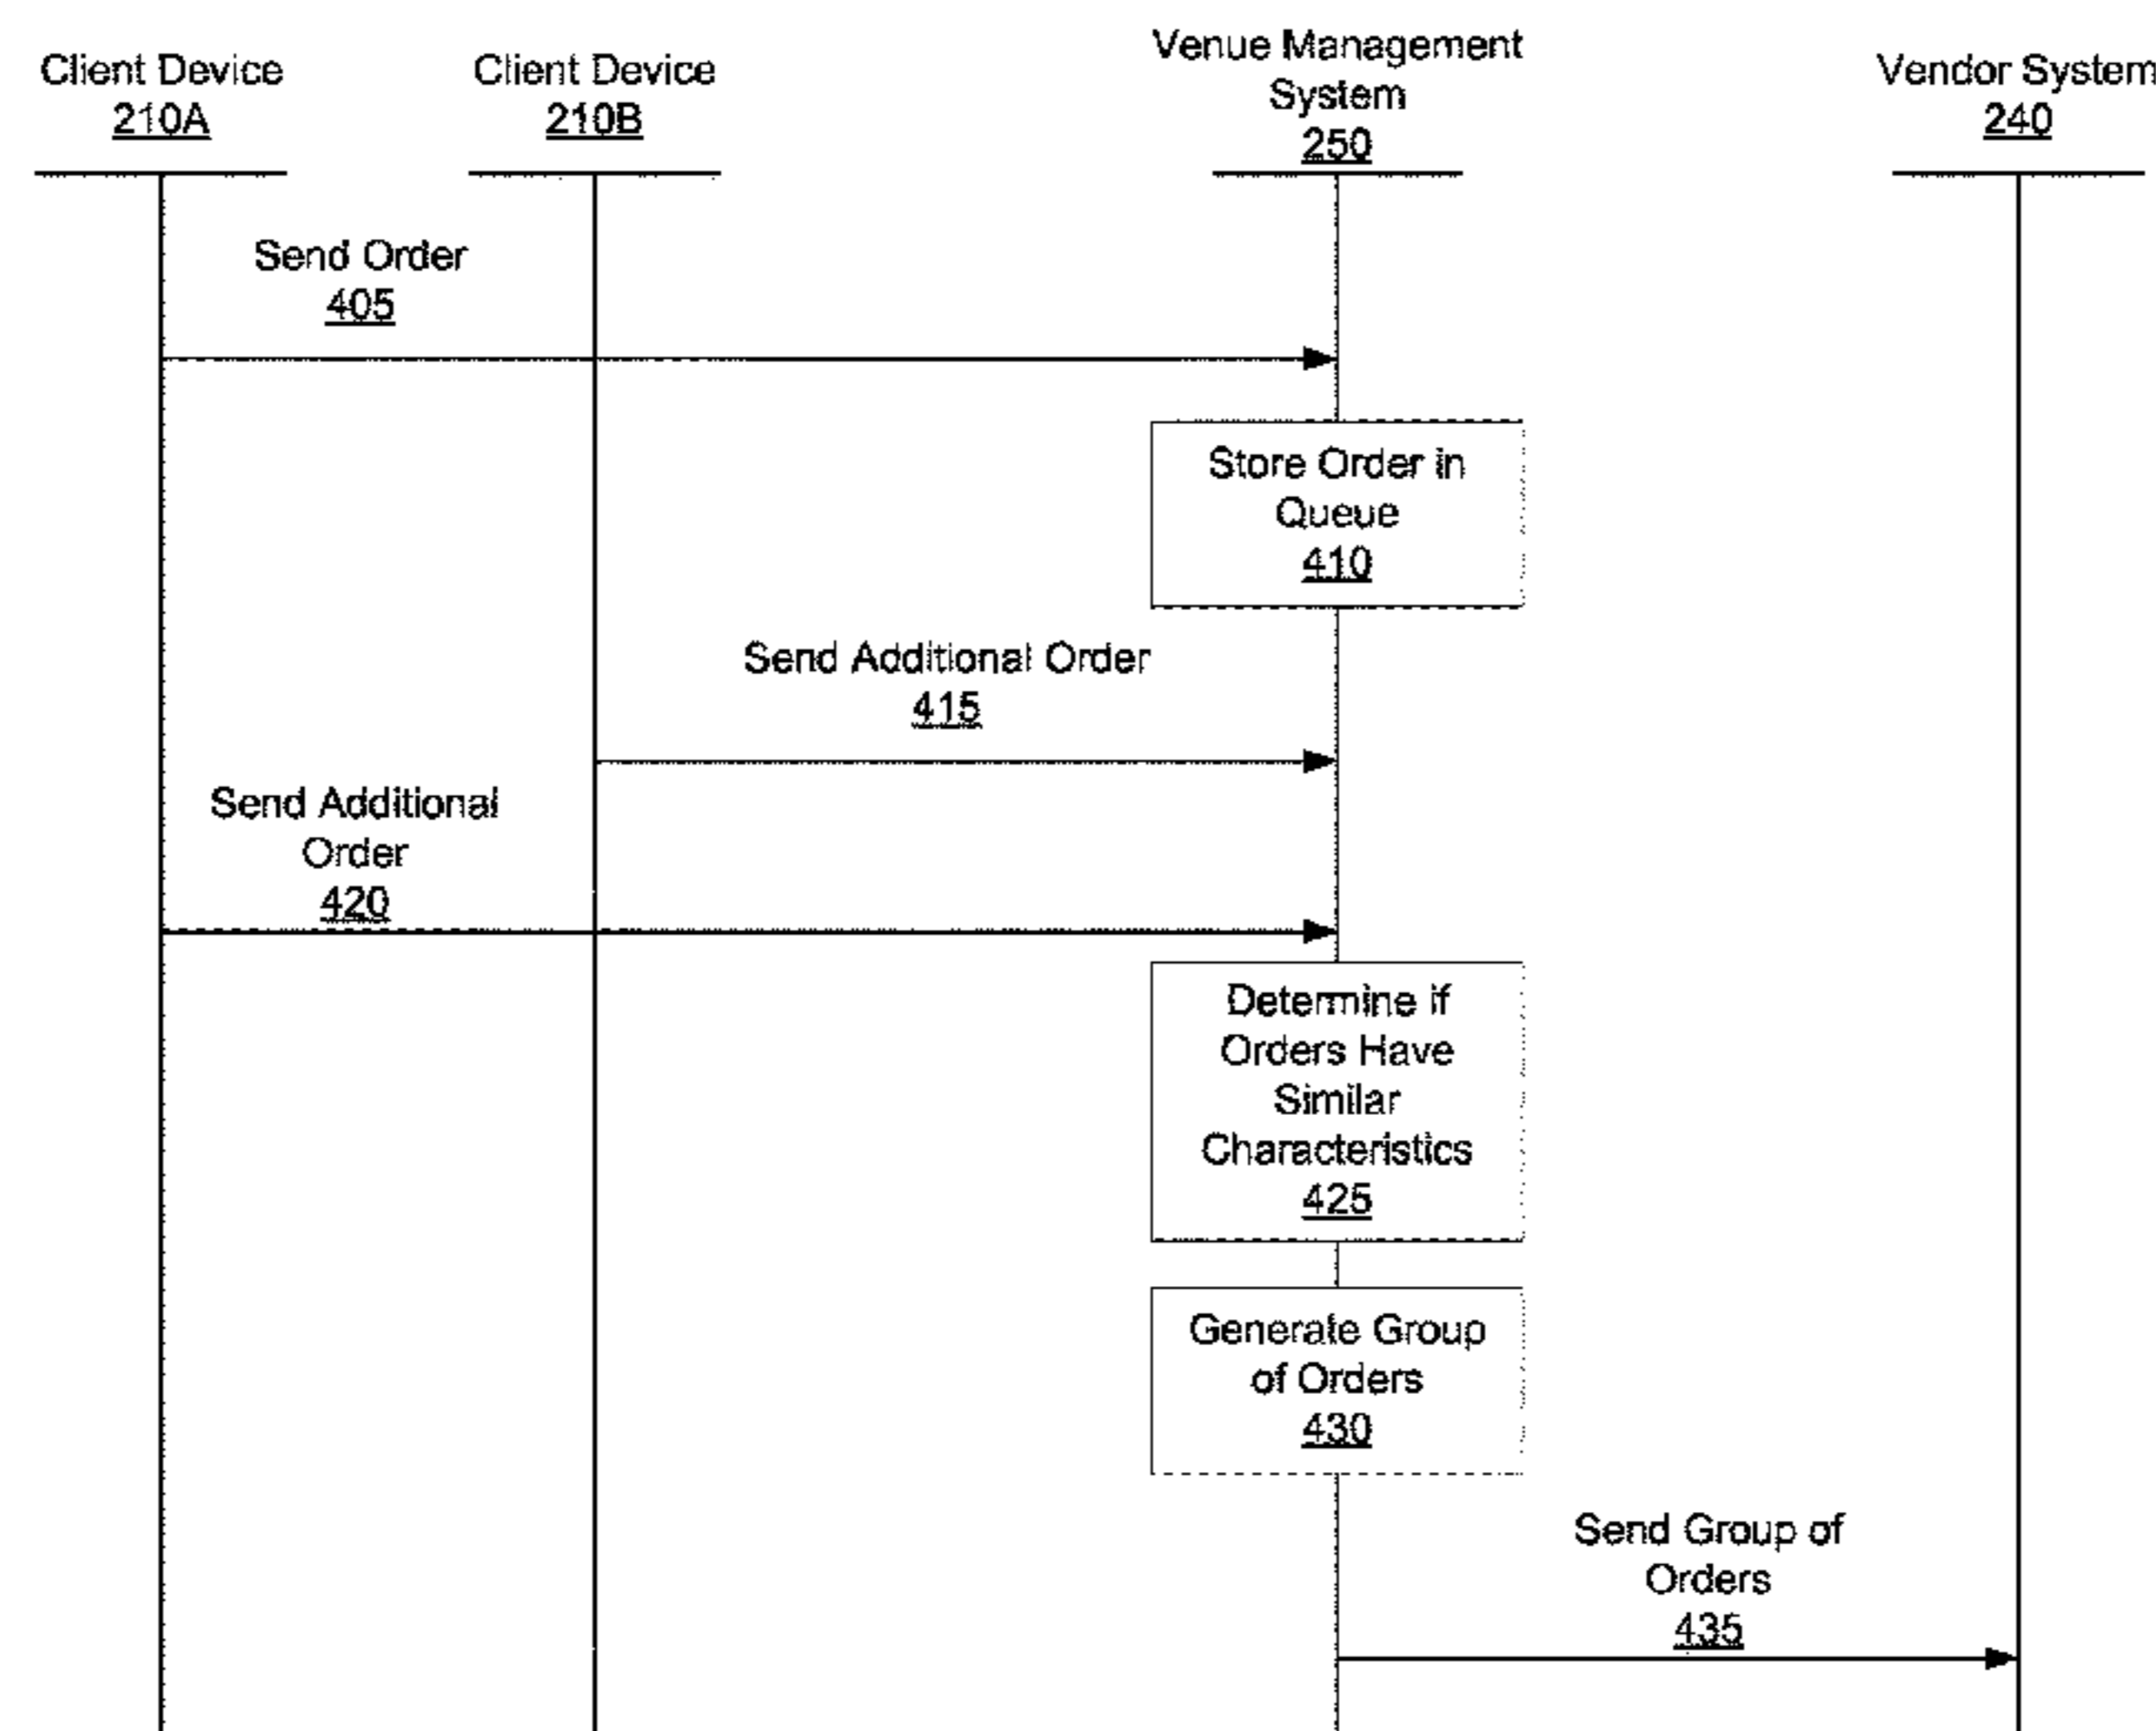 Client Device
210A
Client Device
210B
Venue Management
System
250
Vendor System
240
Send Order
405
Store Order in
Queue
410
Send Additional Order
415
Send Additional
Order
420
Determine if
Orders Have
Similar
Characteristics
425
Generate Group
of Orders
430
Send Group of
Orders
435